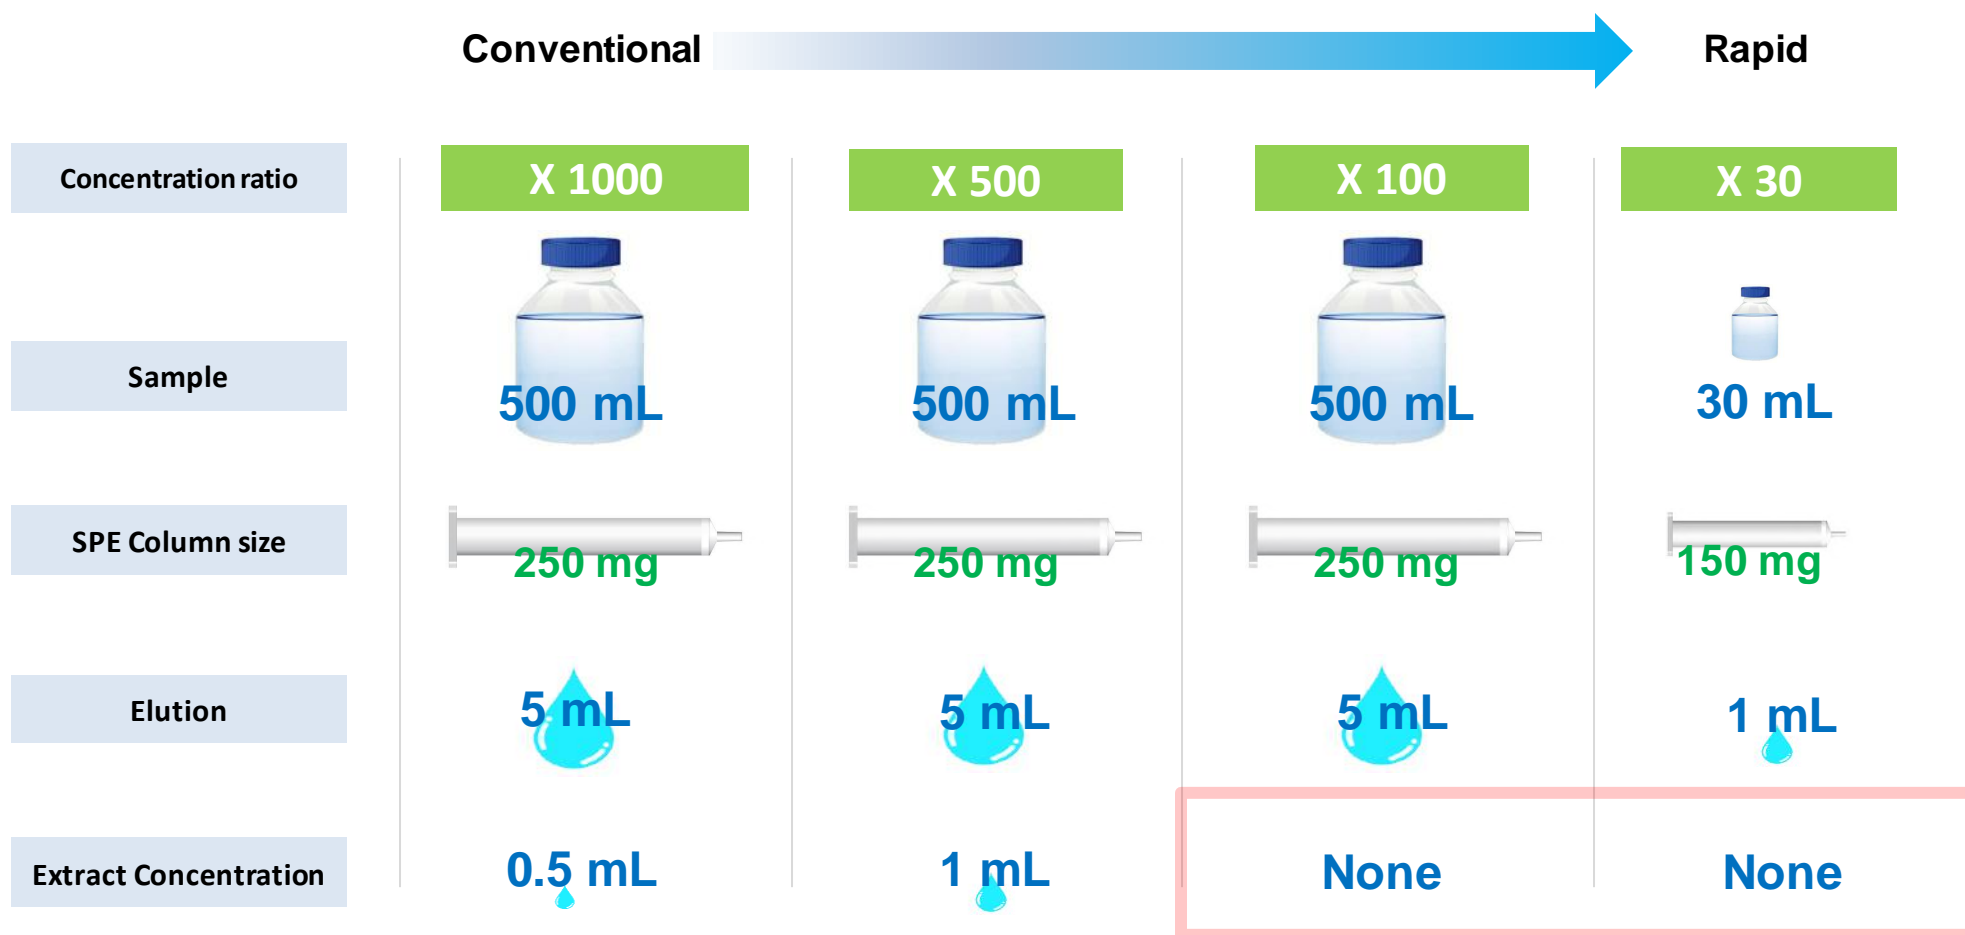 Conventional Rapid
Concentration ratio X 1000 X 500 X 100 X 30
Sample 500 mL 500 mL 500 mL 30 mL
SPE Column size 250 mg 250 mg 250 mg 150 mg
Elution 5 mL 5 mL 5 mL 1 mL
Extract Concentration 0.5 mL 1 mL None None